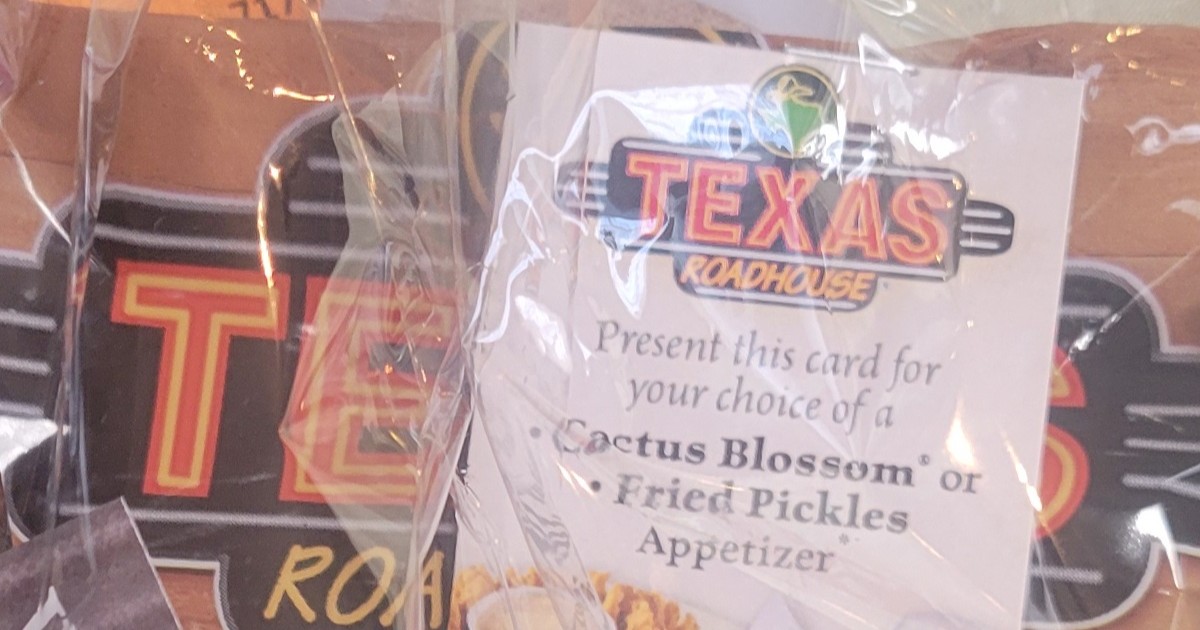 TEXAS
ROADHOUSE
Present this card for
your choice of a
• Cactus Blossom® or
• Fried Pickles
Appetizer*
TE S
ROA